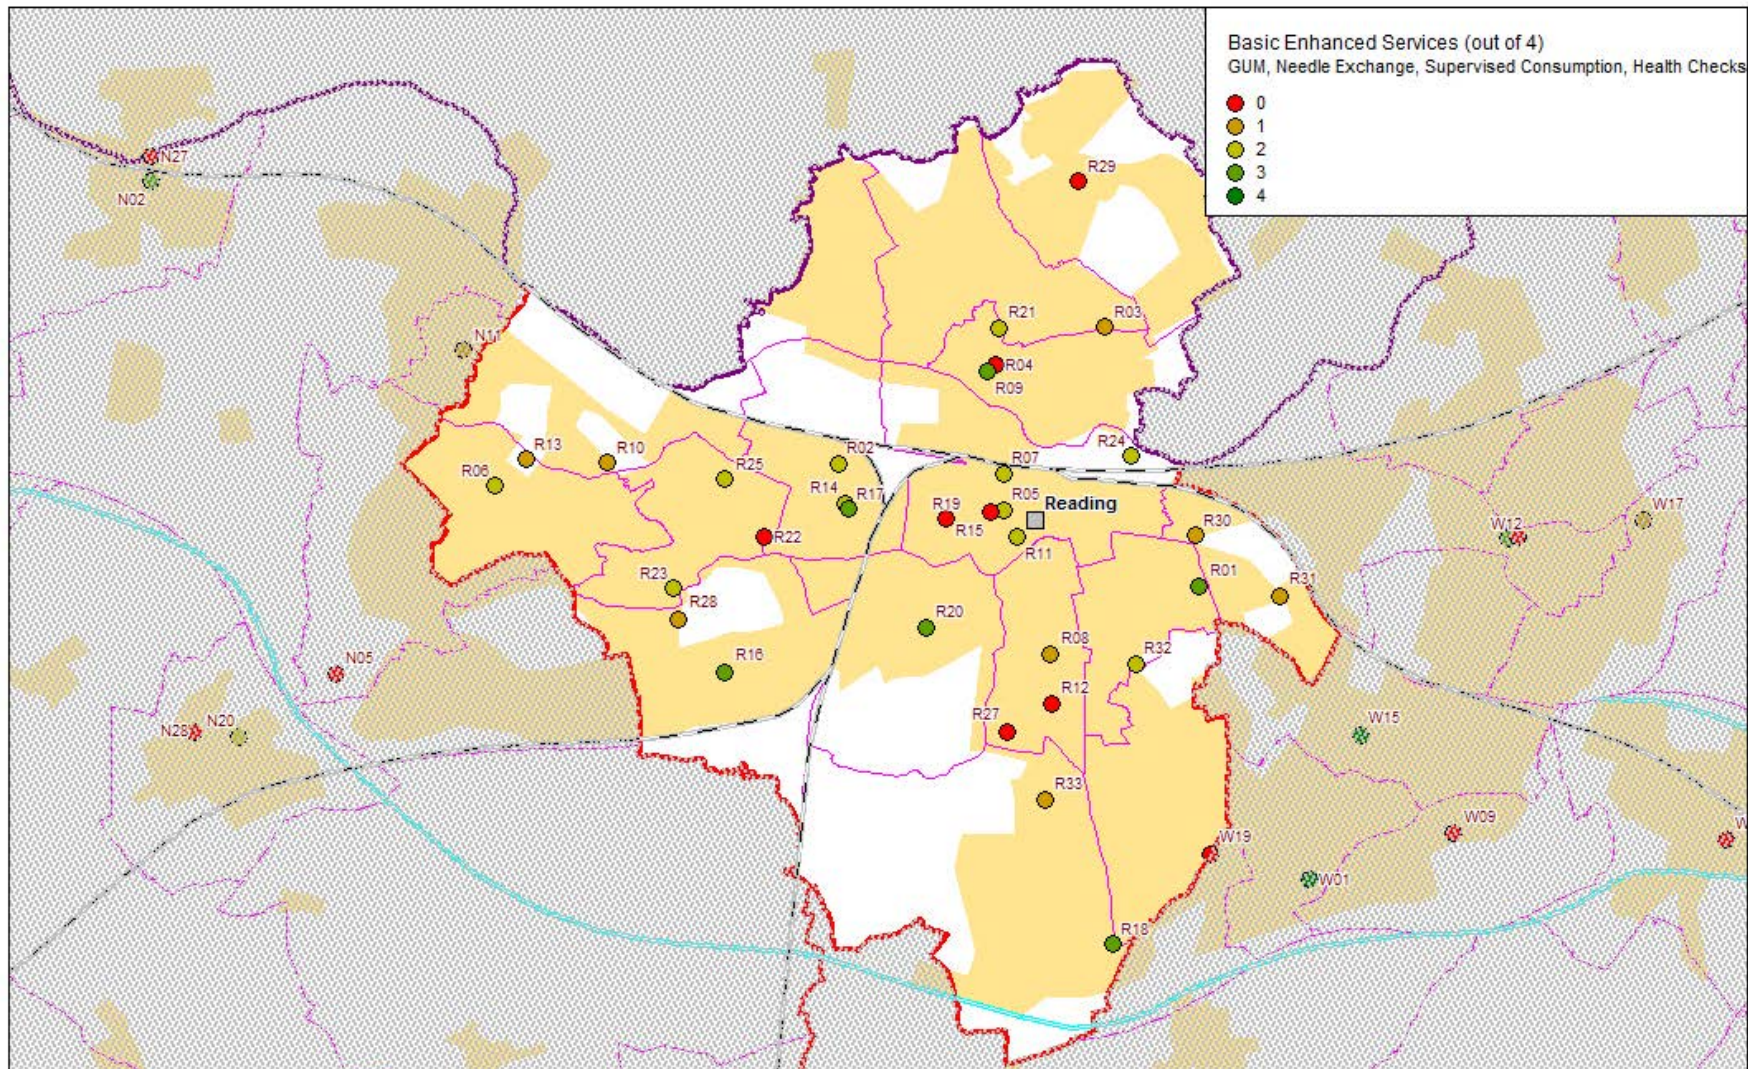 Basic Enhanced Services (out of 4)
GUM, Needle Exchange, Supervised Consumption, Health Checks
0
1
2
3
4
N27
N02
R29
N11
R21
R03
R04
R09
R13
R10
R06
R25
R02
R14
R17
R07
R24
R19
R05
Reading
R15
R11
R22
R30
W12
W17
R23
R28
R01
R31
R20
R08
R32
R16
N05
R12
R27
N28
N20
W15
R33
W19
W09
W
W01
R18